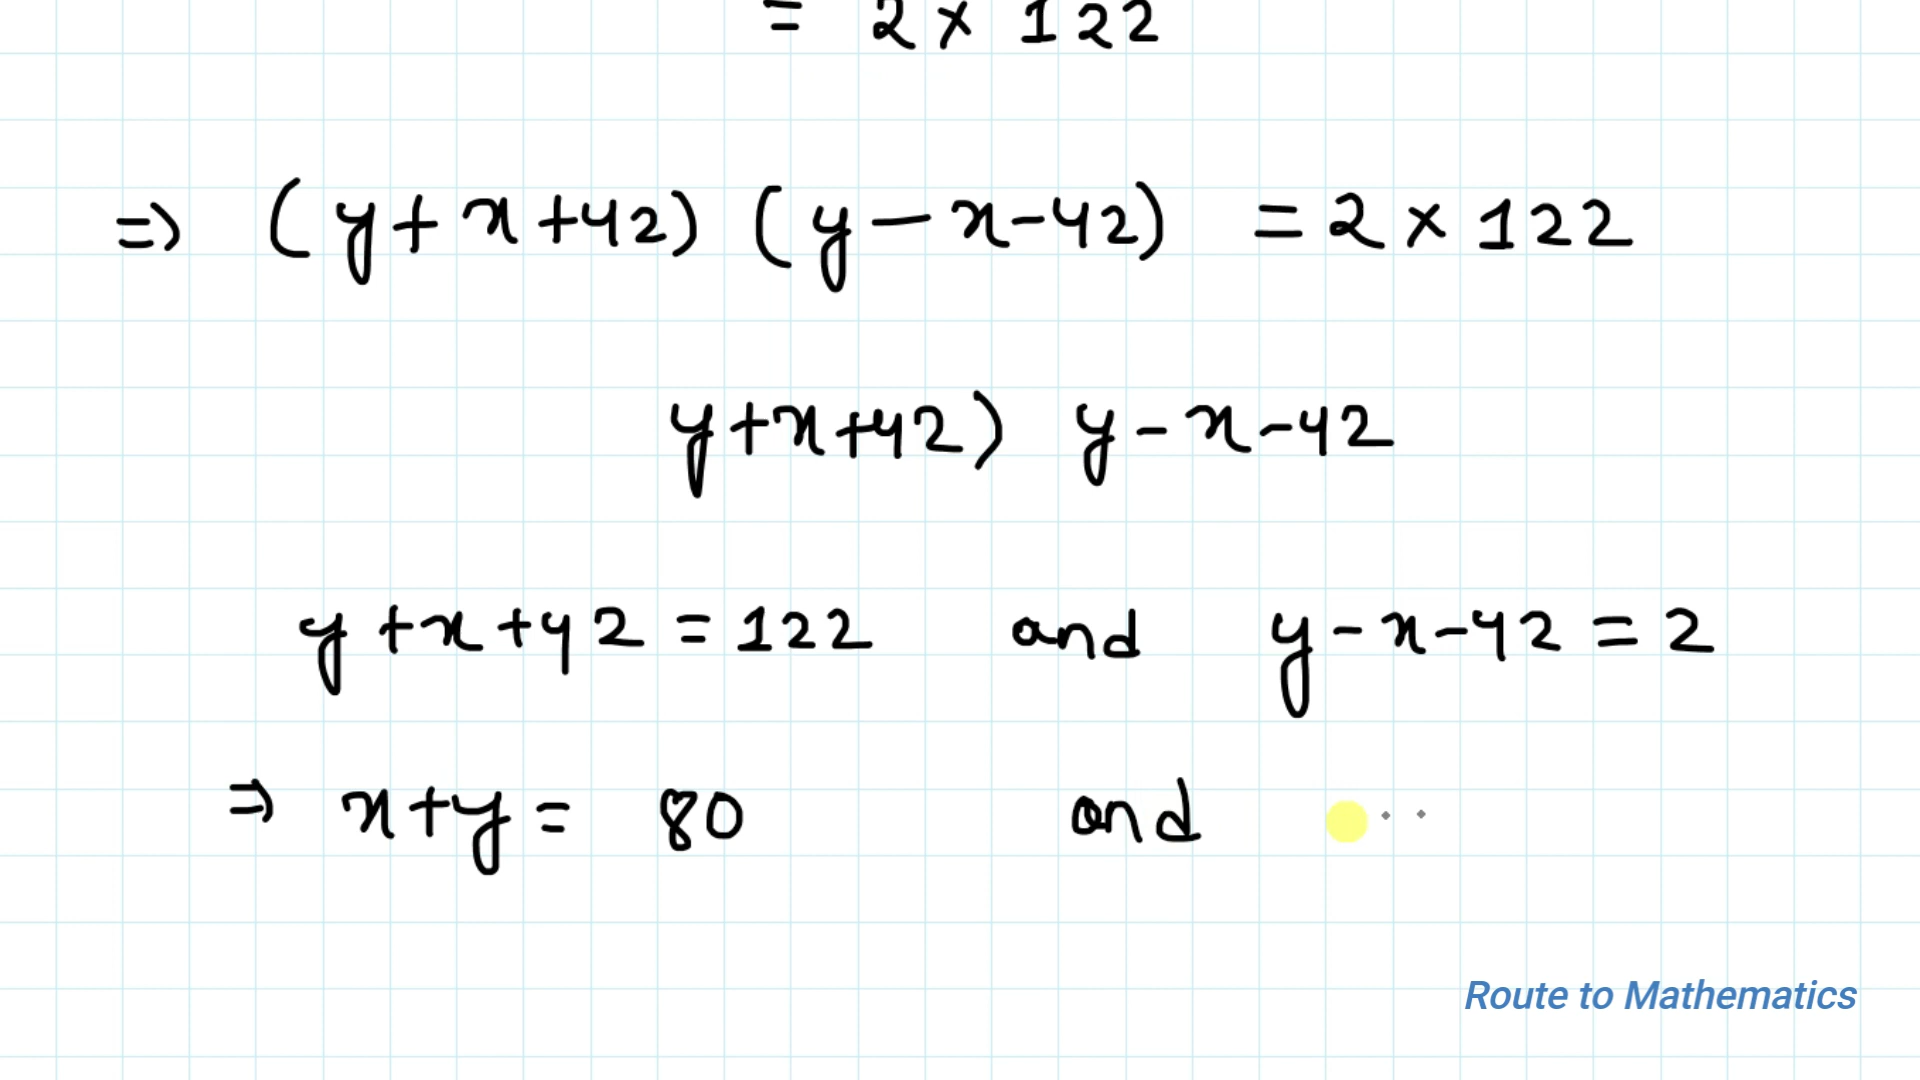 = 2 × 122
⇒ (y+x+42) (y-x-42) = 2 × 122
y+x+42) y-x-42
y+x+42 = 122 and y-x-42 = 2
⇒ x+y = 80 and
Route to Mathematics